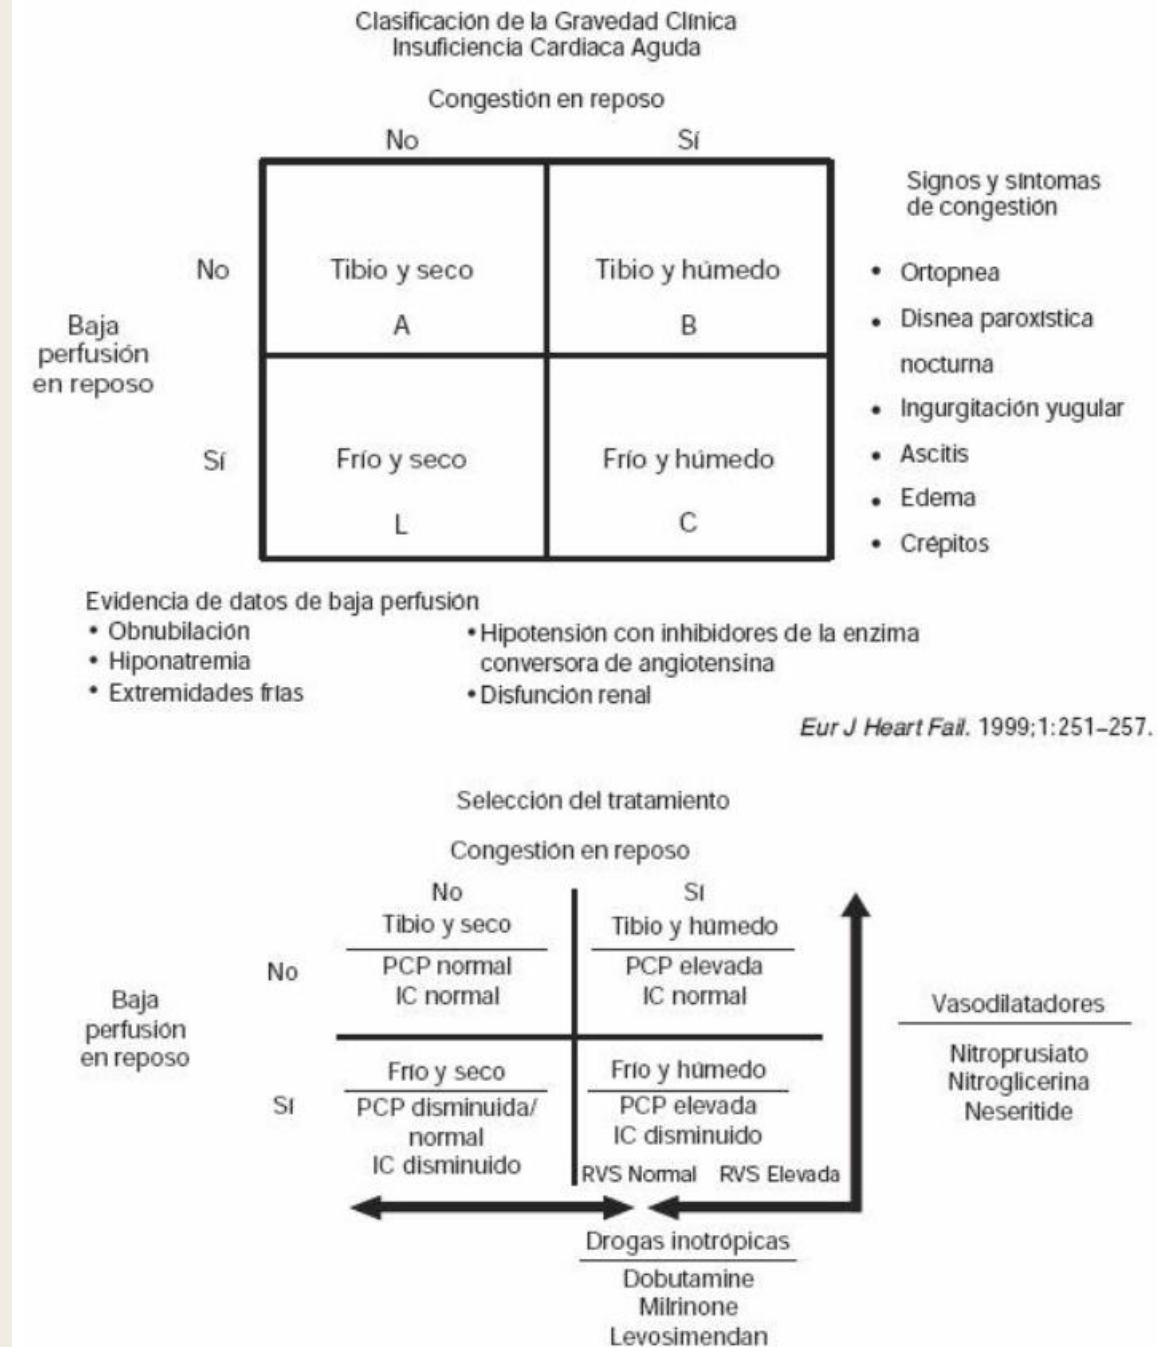 Clasificación de la Gravedad Clínica
Insuficiencia Cardiaca Aguda
Congestión en reposo
No
Sí
Signos y síntomas
de congestión
No
Tibio y seco
Tibio y húmedo
A
B
Baja
perfusión
en reposo
Sí
Frío y seco
Frío y húmedo
L
C
• Ortopnea
• Disnea paroxística
nocturna
• Ingurgitación yugular
• Ascitis
• Edema
• Crépitos
Evidencia de datos de baja perfusión
• Obnubilación
• Hiponatremia
• Extremidades frías
• Hipotensión con inhibidores de la enzima
conversora de angiotensina
• Disfunción renal
Eur J Heart Fail. 1999;1:251–257.
Selección del tratamiento
Congestión en reposo
No
Sí
Tibio y seco
Tibio y húmedo
No
PCP normal
IC normal
PCP elevada
IC normal
Baja
perfusión
en reposo
Sí
Frío y seco
PCP disminuida/
normal
IC disminuido
Frío y húmedo
PCP elevada
IC disminuido
RVS Normal RVS Elevada
Vasodilatadores
Nitroprusiato
Nitroglicerina
Neseritide
Drogas inotrópicas
Dobutamine
Milrinone
Levosimendan